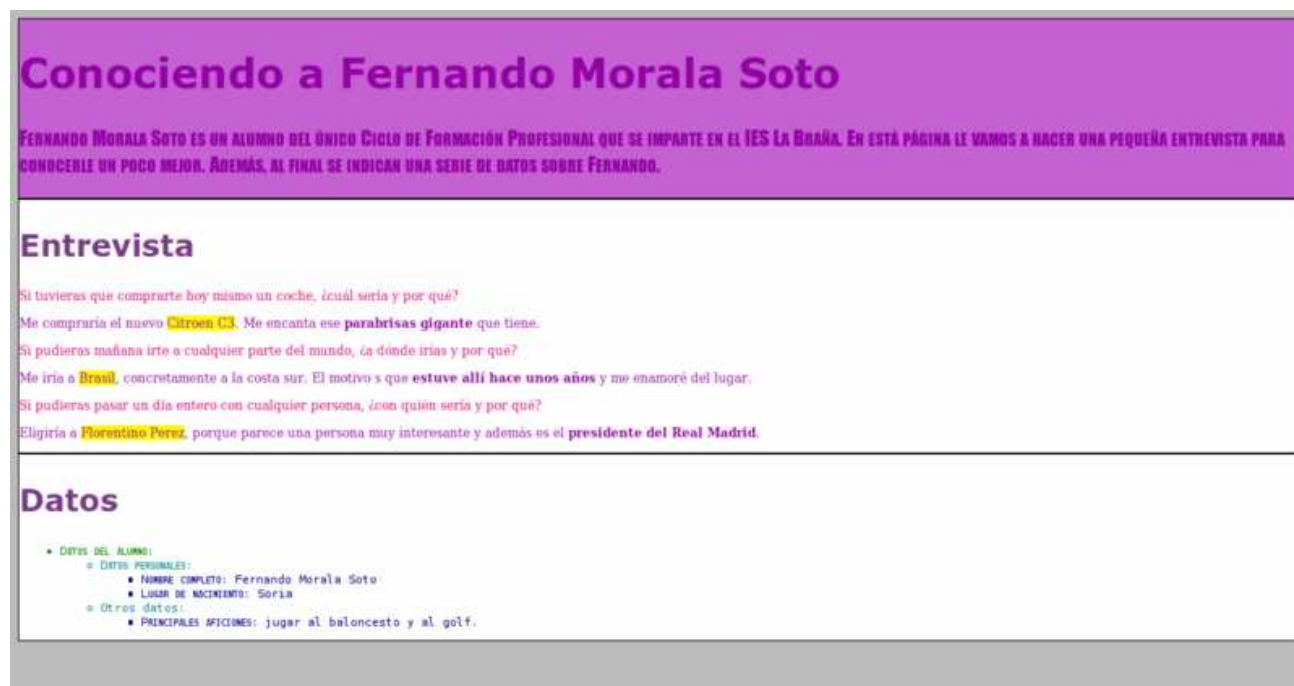 Conociendo a Fernando Morala Soto
Fernando Morala Soto es un alumno del único Ciclo de Formación Profesional que se imparte en el IES La Braña. En está página le vamos a hacer una pequeña entrevista para
conocerle un poco mejor. Además, al final se indican una serie de datos sobre Fernando.
Entrevista
Si tuvieras que comprarte hoy mismo un coche, ¿cuál sería y por qué?
Me compraría el nuevo Citroen C3. Me encanta ese parabrisas gigante que tiene.
Si pudieras mañana irte a cualquier parte del mundo, ¿a dónde irías y por qué?
Me iría a Brasil, concretamente a la costa sur. El motivo s que estuve allí hace unos años y me enamoré del lugar.
Si pudieras pasar un día entero con cualquier persona, ¿con quién sería y por qué?
Eligiría a Florentino Perez, porque parece una persona muy interesante y además es el presidente del Real Madrid.
Datos
• Datos del alumno:
◦ Datos personales:
▪ Nombre completo: Fernando Morala Soto
▪ Lugar de nacimiento: Soria
◦ Otros datos:
▪ Principales aficiones: jugar al baloncesto y al golf.